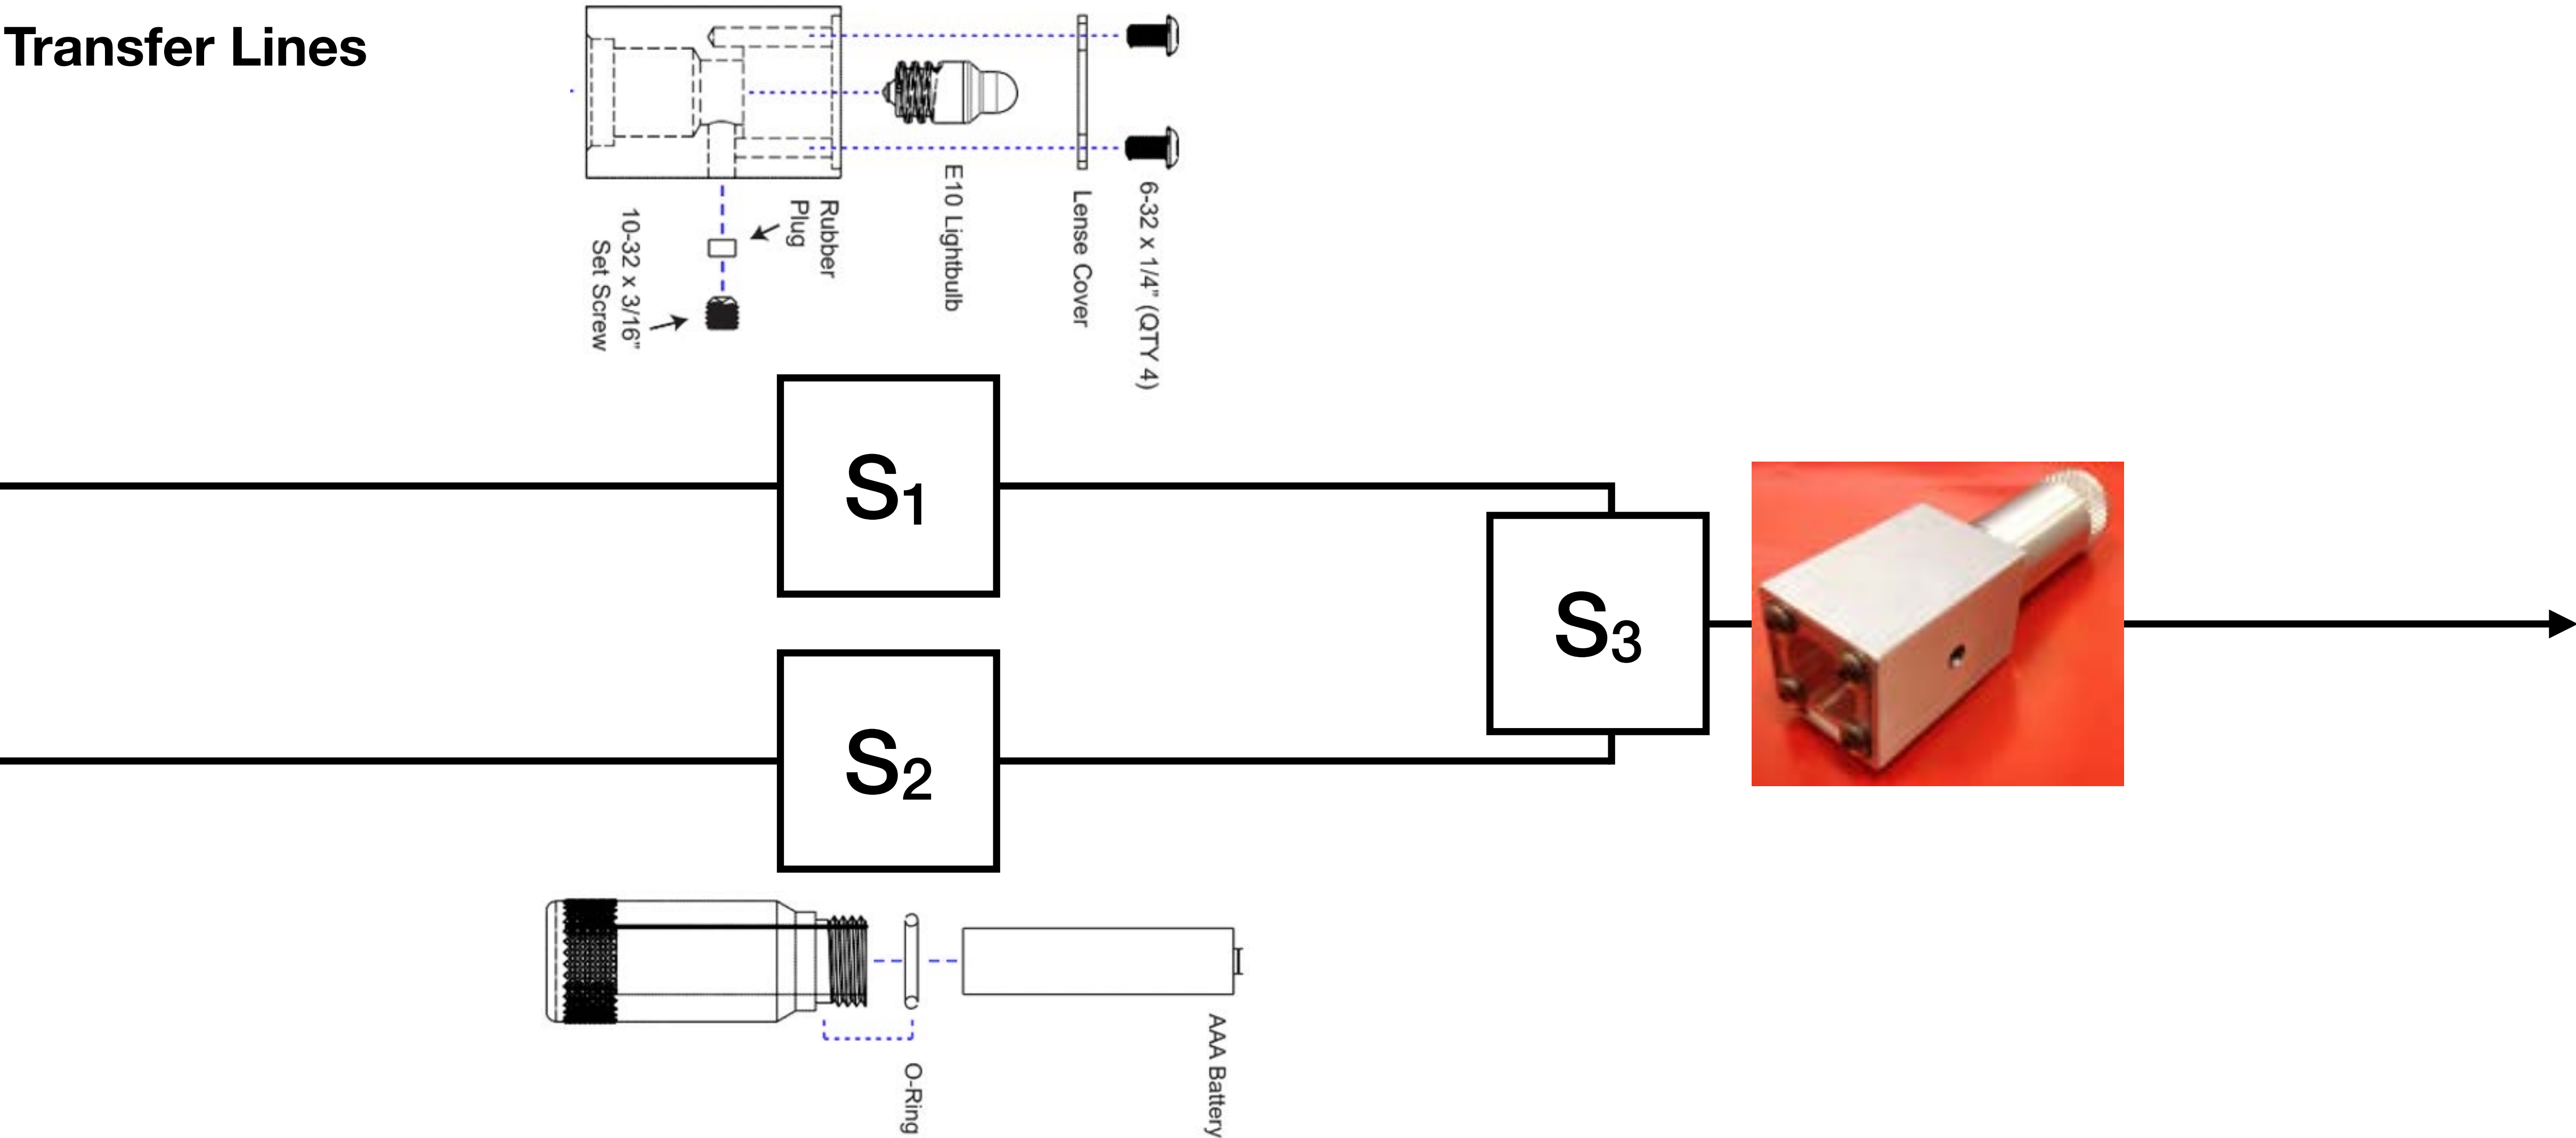 Transfer Lines
6-32 x 1/4” (QTY 4)
Lense Cover
E10 Lightbulb
Rubber
Plug
10-32 x 3/16”
Set Screw
S1
S2
S3
AAA Battery
O-Ring